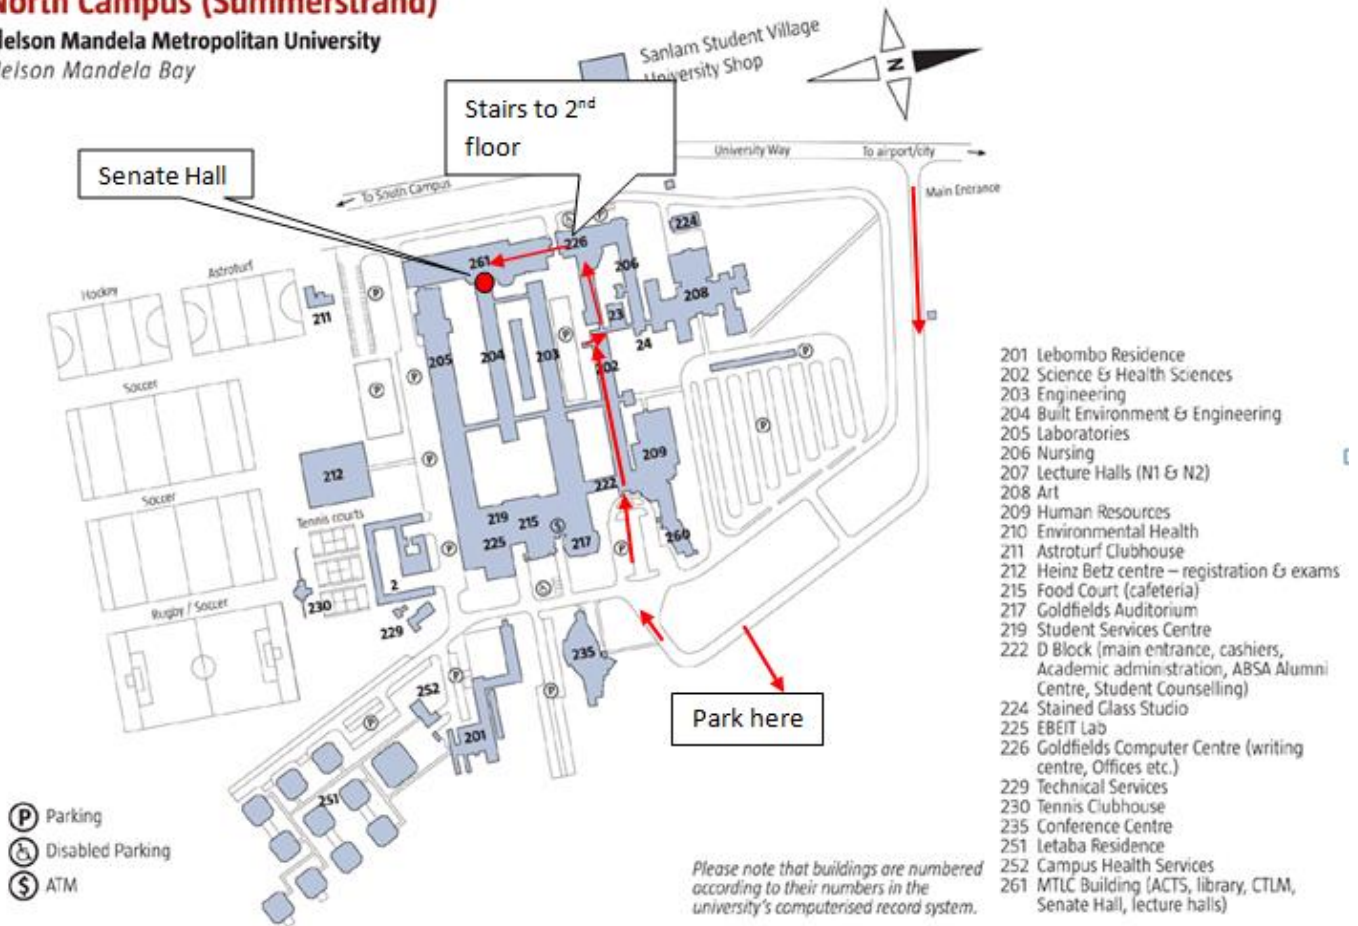 North Campus (Summerstrand)
Nelson Mandela Metropolitan University
Nelson Mandela Bay
Sanlam Student Village
University Shop
N
Stairs to 2nd
floor
Senate Hall
University Way
To airport/city
Main Entrance
To South Campus
Hockey
Astroturf
Soccer
Soccer
Tennis courts
Rugby / Soccer
224
226
261
206
208
211
23
24
205
204
203
202
212
209
222
219
215
225
217
260
2
230
229
235
252
201
251
Park here
P Parking
Disabled Parking
$ ATM
Please note that buildings are numbered
according to their numbers in the
university's computerised record system.
201 Lebombo Residence
202 Science & Health Sciences
203 Engineering
204 Built Environment & Engineering
205 Laboratories
206 Nursing
207 Lecture Halls (N1 & N2)
208 Art
209 Human Resources
210 Environmental Health
211 Astroturf Clubhouse
212 Heinz Betz centre – registration & exams
215 Food Court (cafeteria)
217 Goldfields Auditorium
219 Student Services Centre
222 D Block (main entrance, cashiers,
Academic administration, ABSA Alumni
Centre, Student Counselling)
224 Stained Glass Studio
225 EBEIT Lab
226 Goldfields Computer Centre (writing
centre, Offices etc.)
229 Technical Services
230 Tennis Clubhouse
235 Conference Centre
251 Letaba Residence
252 Campus Health Services
261 MTLC Building (ACTS, library, CTLM,
Senate Hall, lecture halls)